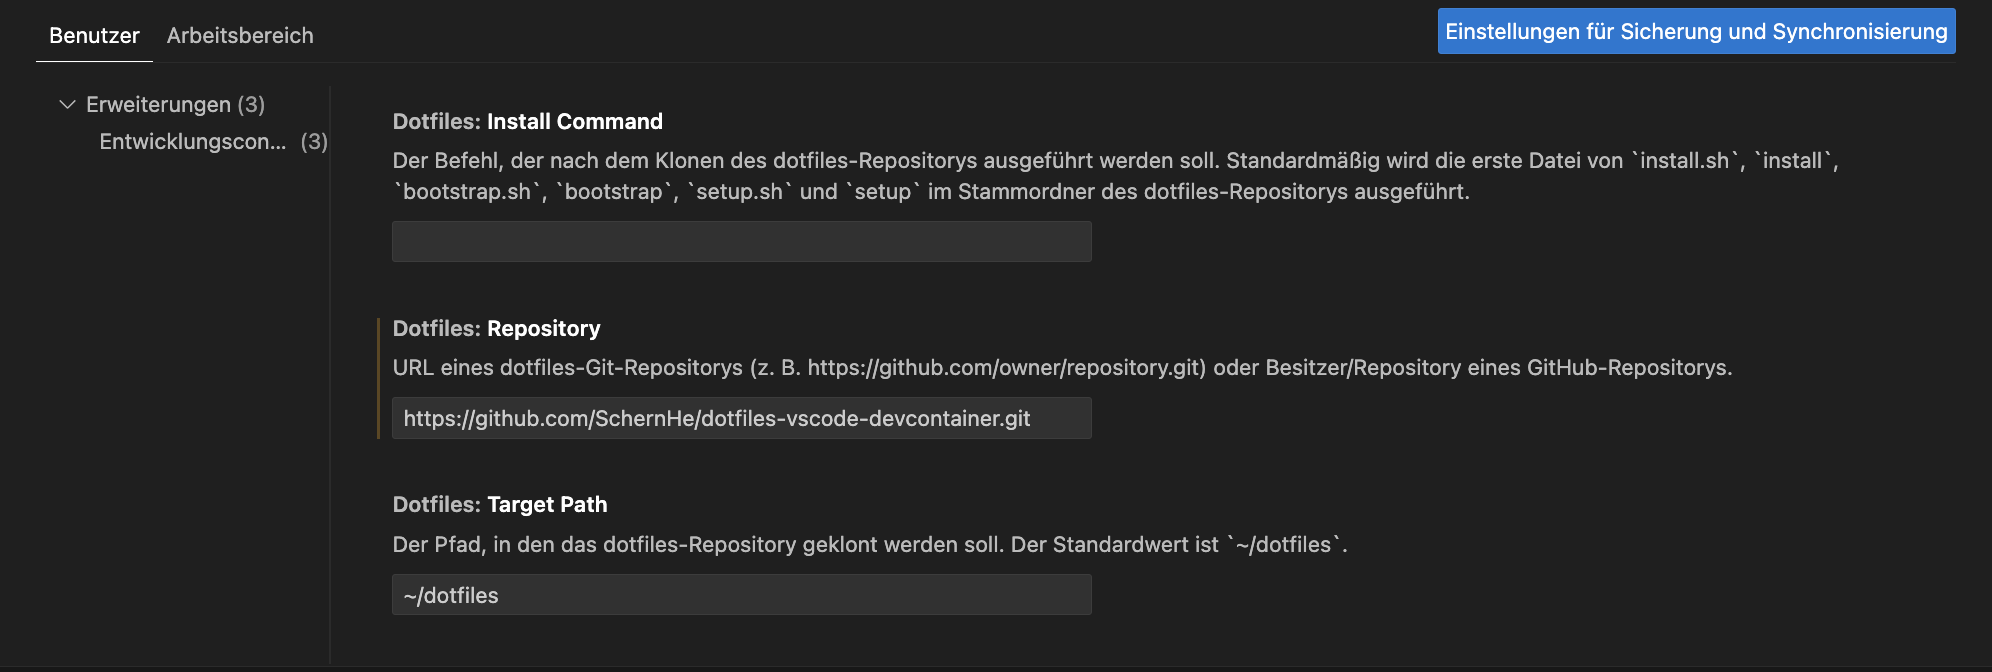 Benutzer Arbeitsbereich
Einstellungen für Sicherung und Synchronisierung
Erweiterungen (3)
Entwicklungscon... (3)
Dotfiles: Install Command
Der Befehl, der nach dem Klonen des dotfiles-Repositorys ausgeführt werden soll. Standardmäßig wird die erste Datei von `install.sh`, `install`,
`bootstrap.sh`, `bootstrap`, `setup.sh` und `setup` im Stammordner des dotfiles-Repositorys ausgeführt.
Dotfiles: Repository
URL eines dotfiles-Git-Repositorys (z. B. https://github.com/owner/repository.git) oder Besitzer/Repository eines GitHub-Repositorys.
https://github.com/SchernHe/dotfiles-vscode-devcontainer.git
Dotfiles: Target Path
Der Pfad, in den das dotfiles-Repository geklont werden soll. Der Standardwert ist `~/dotfiles`.
~/dotfiles